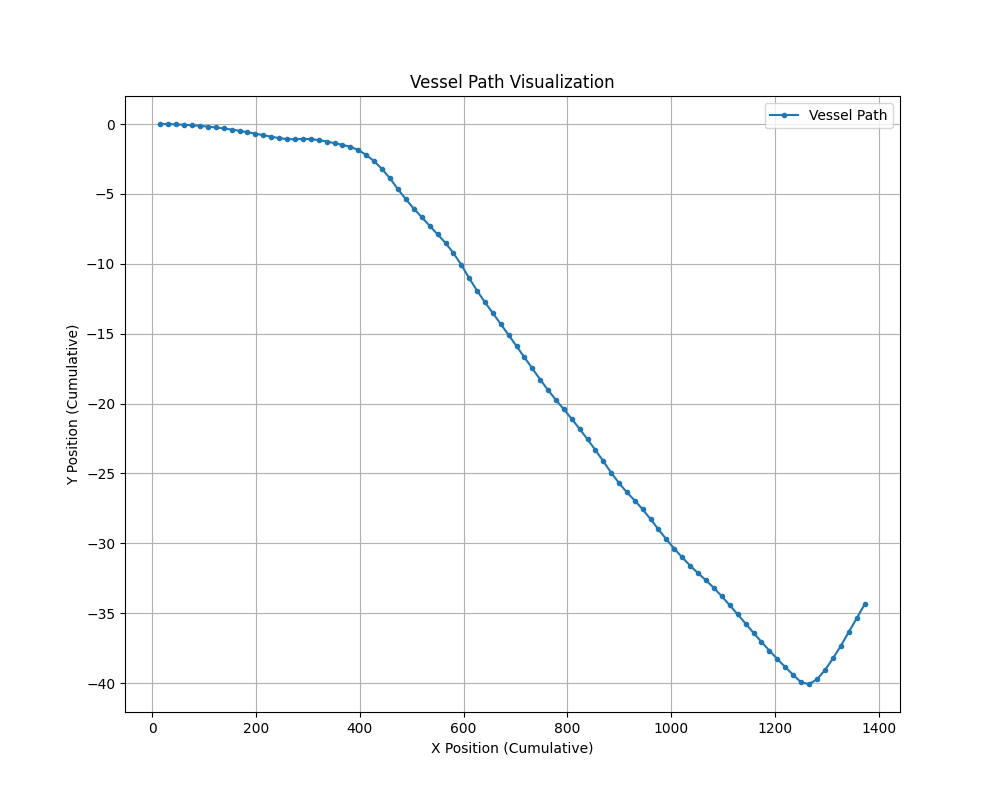 Vessel Path Visualization
Vessel Path
0
−5
−10
−15
−20
−25
−30
−35
−40
Y Position (Cumulative)
0 200 400 600 800 1000 1200 1400
X Position (Cumulative)